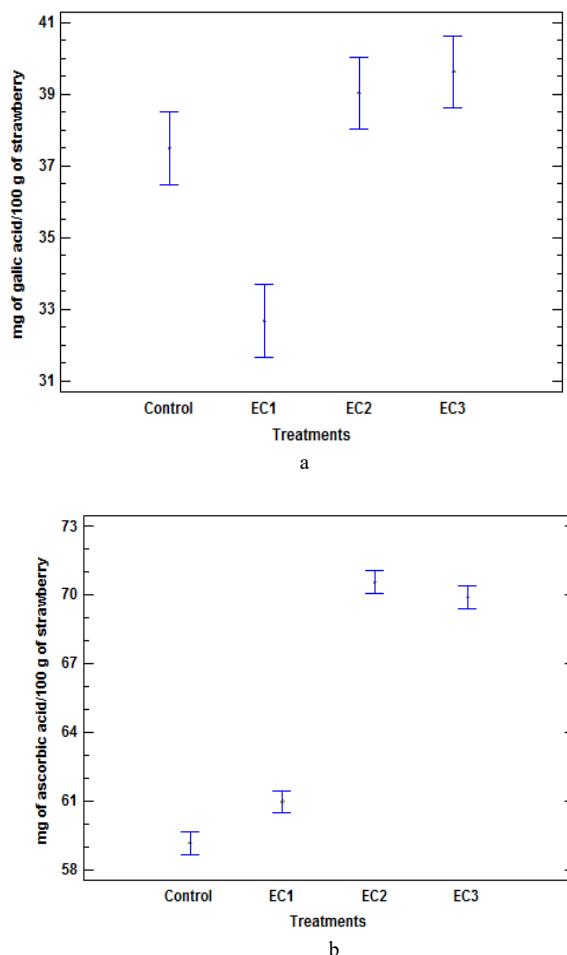 41
39
37
35
33
31
mg of galic acid/100 g of strawberry
Control EC1 EC2 EC3
Treatments
a
73
70
67
64
61
58
mg of ascorbic acid/100 g of strawberry
Control EC1 EC2 EC3
Treatments
b